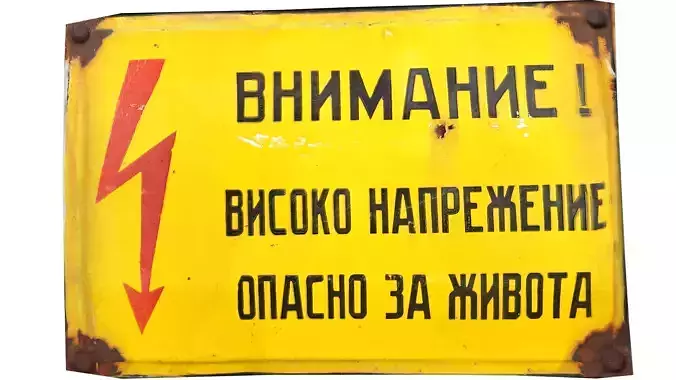 ВНИМАНИЕ !
ВИСОКО НАПРЕЖЕНИЕ
ОПАСНО ЗА ЖИВОТА